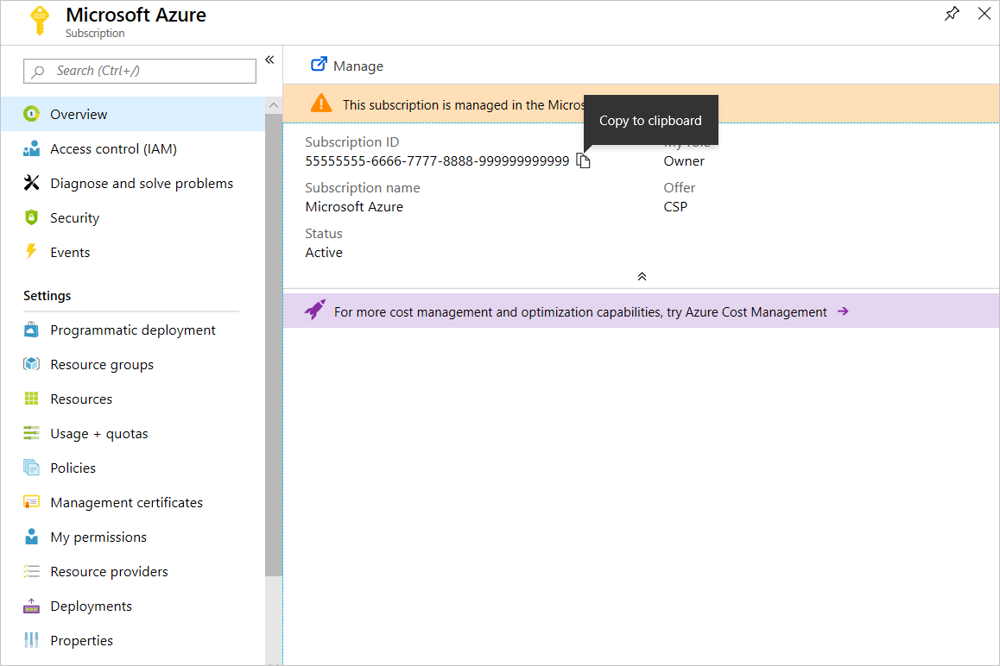 Microsoft Azure
Subscription
Search (Ctrl+/)
Overview
Access control (IAM)
Diagnose and solve problems
Security
Events
Settings
Programmatic deployment
Resource groups
Resources
Usage + quotas
Policies
Management certificates
My permissions
Resource providers
Deployments
Properties
Manage
This subscription is managed in the
Copy to clipboard
Subscription ID
55555555-6666-7777-8888-999999999999
Subscription name
Microsoft Azure
Status
Active
My role
Owner
Offer
CSP
For more cost management and optimization capabilities, try Azure Cost Management